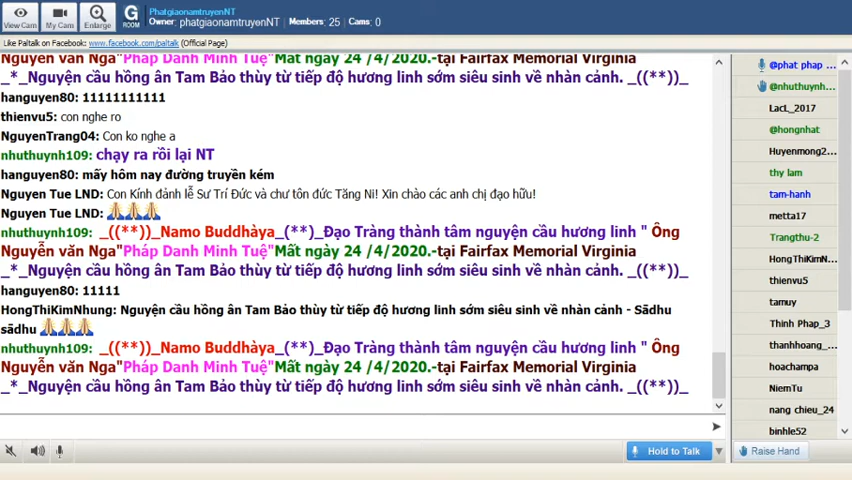 View Cam
My Cam
Enlarge
G
ROOM
PhatgiaonamtruyenNT
Owner: phatgiaonamtruyenNT Members: 25 Cams: 0
Like Paltalk on Facebook: www.facebook.com/paltalk (Official Page)
Nguyễn văn Nga"Pháp Danh Minh Tuệ"Mất ngày 24 /4/2020.-tại Fairfax Memorial Virginia
_*_Nguyện cầu hồng ân Tam Bảo thùy từ tiếp độ hương linh sớm siêu sinh về nhàn cảnh. _((**))_
hanguyen80: 11111111111
thienvu5: con nghe ro
NguyenTrang04: Con ko nghe a
nhuthuynh109: chạy ra rồi lại NT
hanguyen80: mấy hôm nay đường truyền kém
Nguyen Tue LND: Con Kính đảnh lễ Sư Trí Đức và chư tôn đức Tăng Ni! Xin chào các anh chị đạo hữu!
Nguyen Tue LND: 🙏🙏🙏
nhuthuynh109: _((**))_Namo Buddhàya_(**)_Đạo Tràng thành tâm nguyện cầu hương linh " Ông
Nguyễn văn Nga"Pháp Danh Minh Tuệ"Mất ngày 24 /4/2020.-tại Fairfax Memorial Virginia
_*_Nguyện cầu hồng ân Tam Bảo thùy từ tiếp độ hương linh sớm siêu sinh về nhàn cảnh. _((**))_
hanguyen80: 11111
HongThiKimNhung: Nguyện cầu hồng ân Tam Bảo thùy từ tiếp độ hương linh sớm siêu sinh về nhàn cảnh - Sādhu
sādhu 🙏🙏🙏
nhuthuynh109: _((**))_Namo Buddhàya_(**)_Đạo Tràng thành tâm nguyện cầu hương linh " Ông
Nguyễn văn Nga"Pháp Danh Minh Tuệ"Mất ngày 24 /4/2020.-tại Fairfax Memorial Virginia
_*_Nguyện cầu hồng ân Tam Bảo thùy từ tiếp độ hương linh sớm siêu sinh về nhàn cảnh. _((**))_
@phat phap ...
@nhuthuynh...
LacL_2017
@hongnhat
Huyenmong2...
thy lam
tam-hanh
metta17
Trangthu-2
HongThiKimN...
thienvu5
tamuy
Thinh Phap_3
thanhhoang_...
hoachampa
NiemTu
nang chieu_24
binhle52
Hold to Talk
Raise Hand